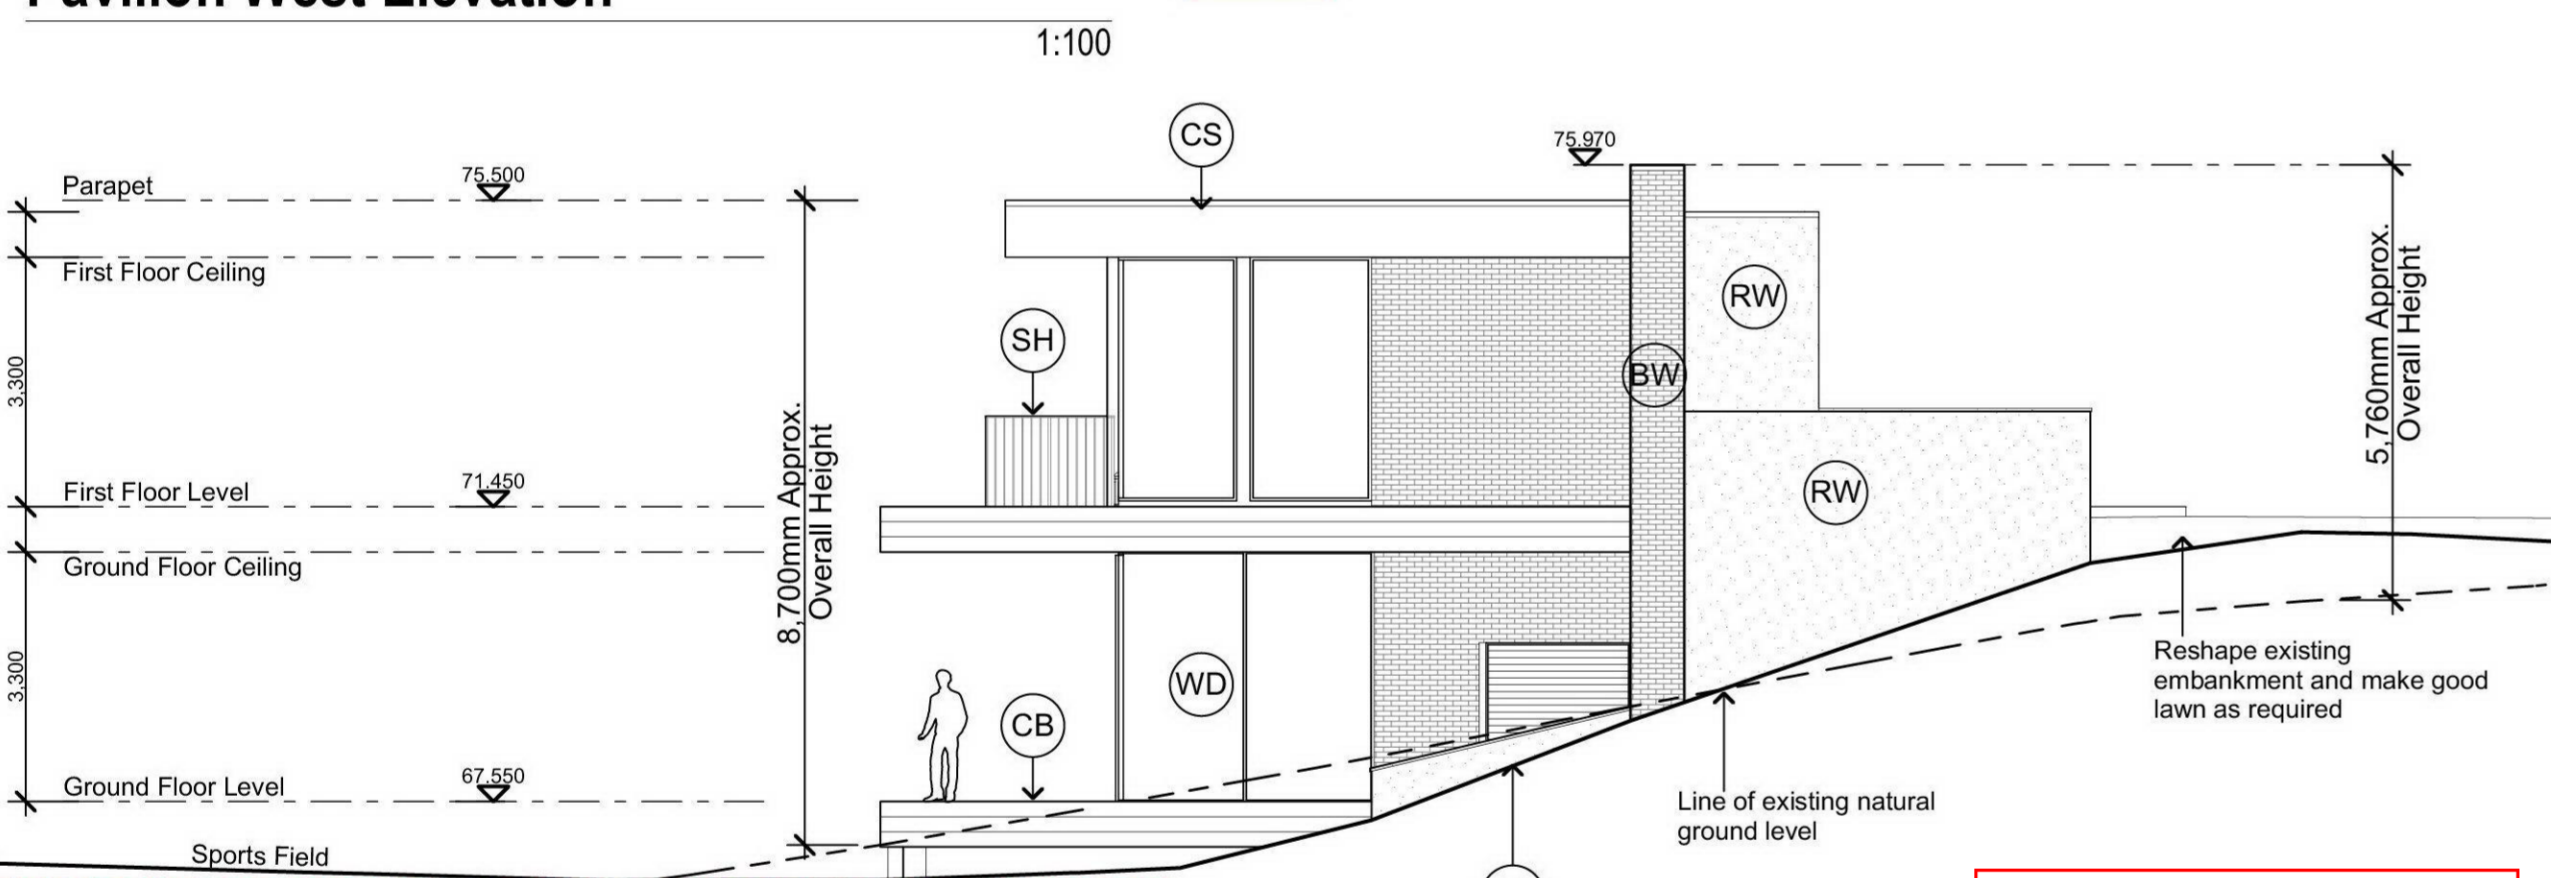 Pavilion West Elevation
1:100
CS
75.970
Parapet
75.500
First Floor Ceiling
RW
5,760mm Approx.
Overall Height
SH
3,300
BW
8,700mm Approx.
Overall Height
First Floor Level
71.450
RW
Ground Floor Ceiling
3,300
WD
CB
Reshape existing
embankment and make good
lawn as required
Ground Floor Level
67.550
Line of existing natural
ground level
Sports Field